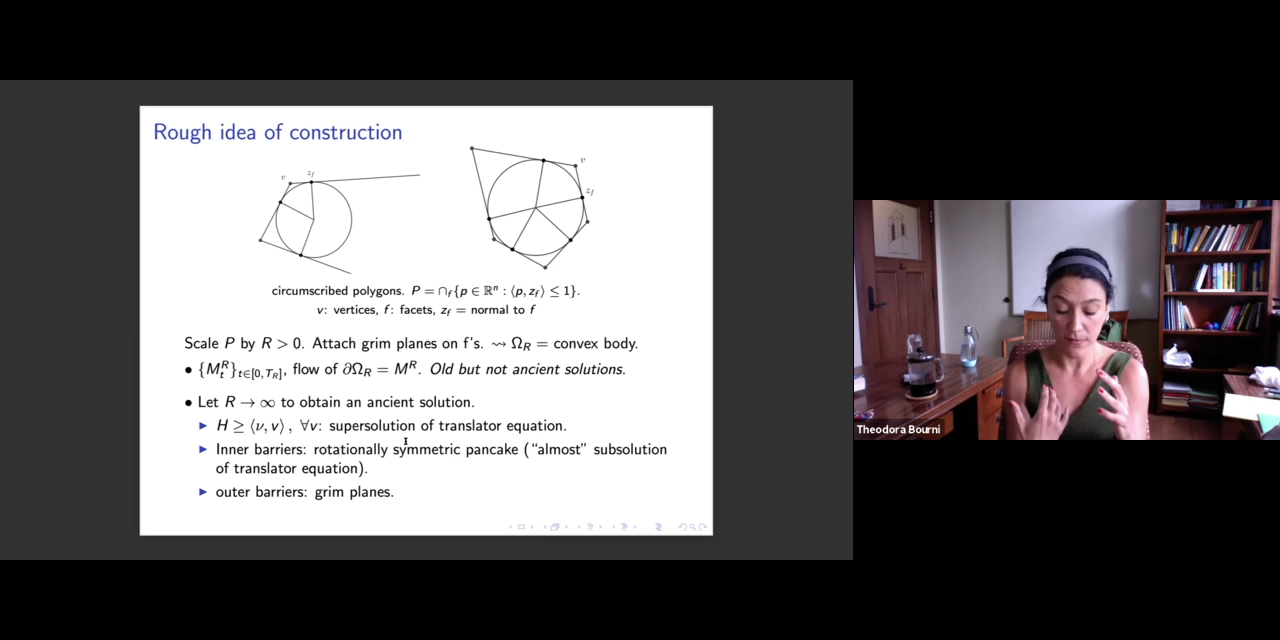 Rough idea of construction
v
z_f
v
z_f
circumscribed polygons. P = ∩_f{p ∈ ℝⁿ : ⟨p, z_f⟩ ≤ 1}.
v: vertices, f: facets, z_f = normal to f
Scale P by R > 0. Attach grim planes on f's. ⇝ Ω_R = convex body.
• {M_t^R}_{t∈[0,T_R]}, flow of ∂Ω_R = M^R. Old but not ancient solutions.
• Let R → ∞ to obtain an ancient solution.
▶ H ≥ ⟨ν, v⟩ , ∀v: supersolution of translator equation.
▶ Inner barriers: rotationally symmetric pancake ("almost" subsolution
of translator equation).
▶ outer barriers: grim planes.
Theodora Bourni